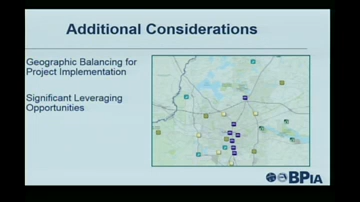 Additional Considerations
Geographic Balancing for
Project Implementation
Significant Leveraging
Opportunities
BPIA